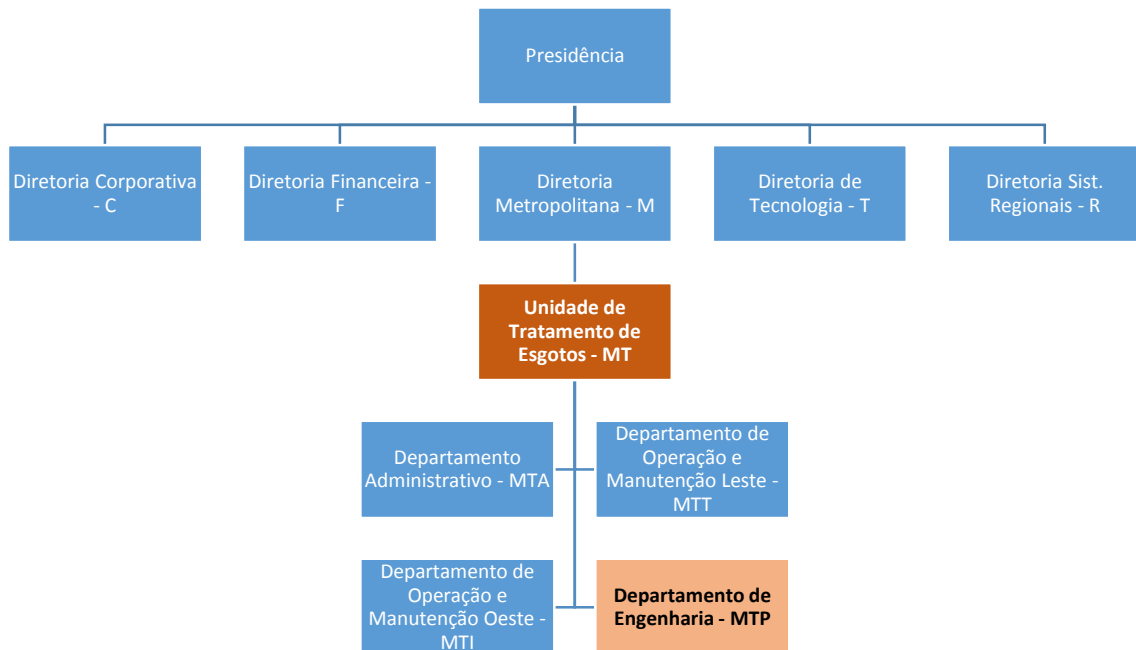 Presidência
Diretoria Corporativa
- C
Diretoria Financeira -
F
Diretoria
Metropolitana - M
Diretoria de
Tecnologia - T
Diretoria Sist.
Regionais - R
Unidade de
Tratamento de
Esgotos - MT
Departamento
Administrativo - MTA
Departamento de
Operação e
Manutenção Leste -
MTT
Departamento de
Operação e
Manutenção Oeste -
MTI
Departamento de
Engenharia - MTP